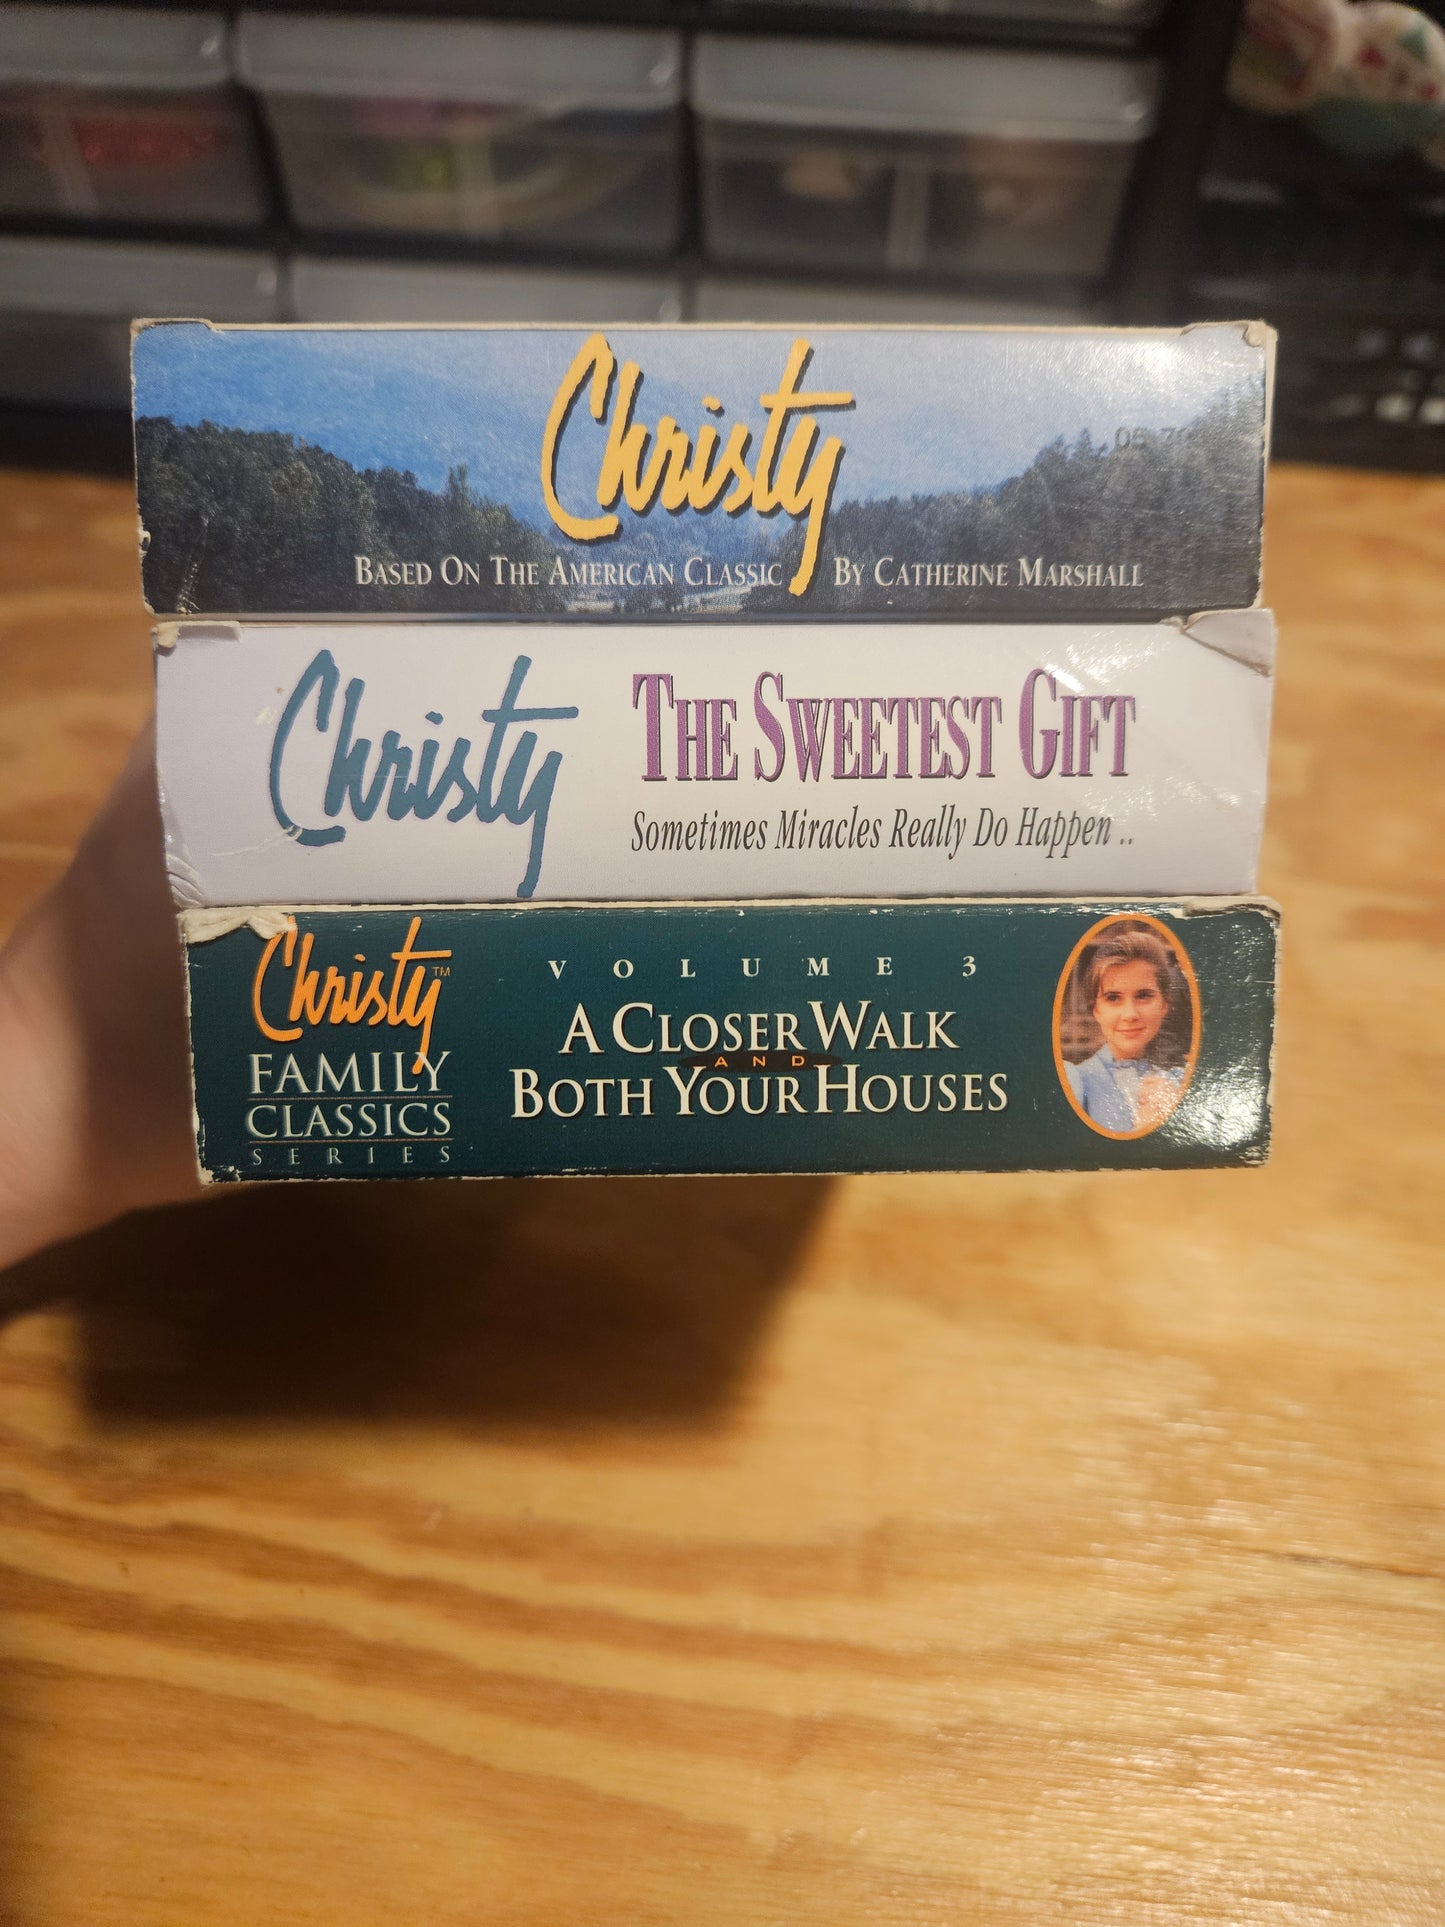 Christy
BASED ON THE AMERICAN CLASSIC BY CATHERINE MARSHALL
Christy
THE SWEETEST GIFT
Sometimes Miracles Really Do Happen ..
Christy™
FAMILY
CLASSICS
SERIES
VOLUME 3
A CLOSER WALK
AND
BOTH YOUR HOUSES